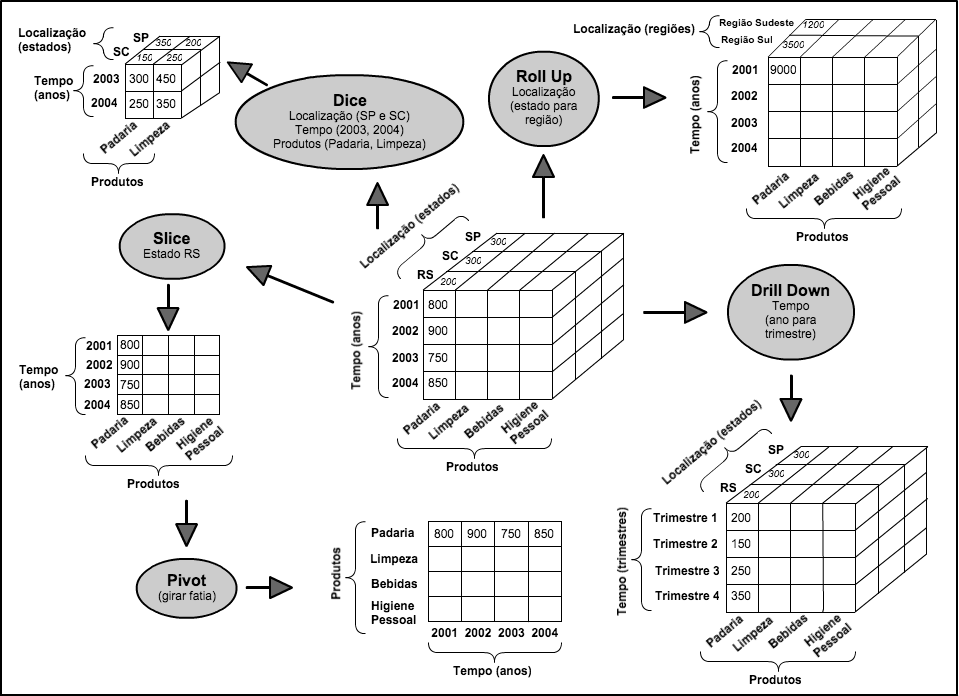 Localização
(estados)
SP
SC
350 200
150 250
Tempo
(anos)
2003 300 450
2004 250 350
Padaria
Limpeza
Produtos
Dice
Localização (SP e SC)
Tempo (2003, 2004)
Produtos (Padaria, Limpeza)
Roll Up
Localização
(estado para
região)
Localização (regiões)
Região Sudeste
Região Sul
1200
3500
Tempo (anos)
2001 9000
2002
2003
2004
Padaria
Limpeza
Bebidas
Higiene
Pessoal
Produtos
Slice
Estado RS
Localização (estados)
SP
SC
RS
300
300
200
Tempo (anos)
2001 800
2002 900
2003 750
2004 850
Padaria
Limpeza
Bebidas
Higiene
Pessoal
Produtos
Drill Down
Tempo
(ano para
trimestre)
Tempo
(anos)
2001 800
2002 900
2003 750
2004 850
Padaria
Limpeza
Bebidas
Higiene
Pessoal
Produtos
Localização (estados)
SP
SC
RS
300
300
200
Tempo (trimestres)
Trimestre 1 200
Trimestre 2 150
Trimestre 3 250
Trimestre 4 350
Padaria
Limpeza
Bebidas
Higiene
Pessoal
Produtos
Pivot
(girar fatia)
Produtos
Padaria 800 900 750 850
Limpeza
Bebidas
Higiene
Pessoal
2001 2002 2003 2004
Tempo (anos)